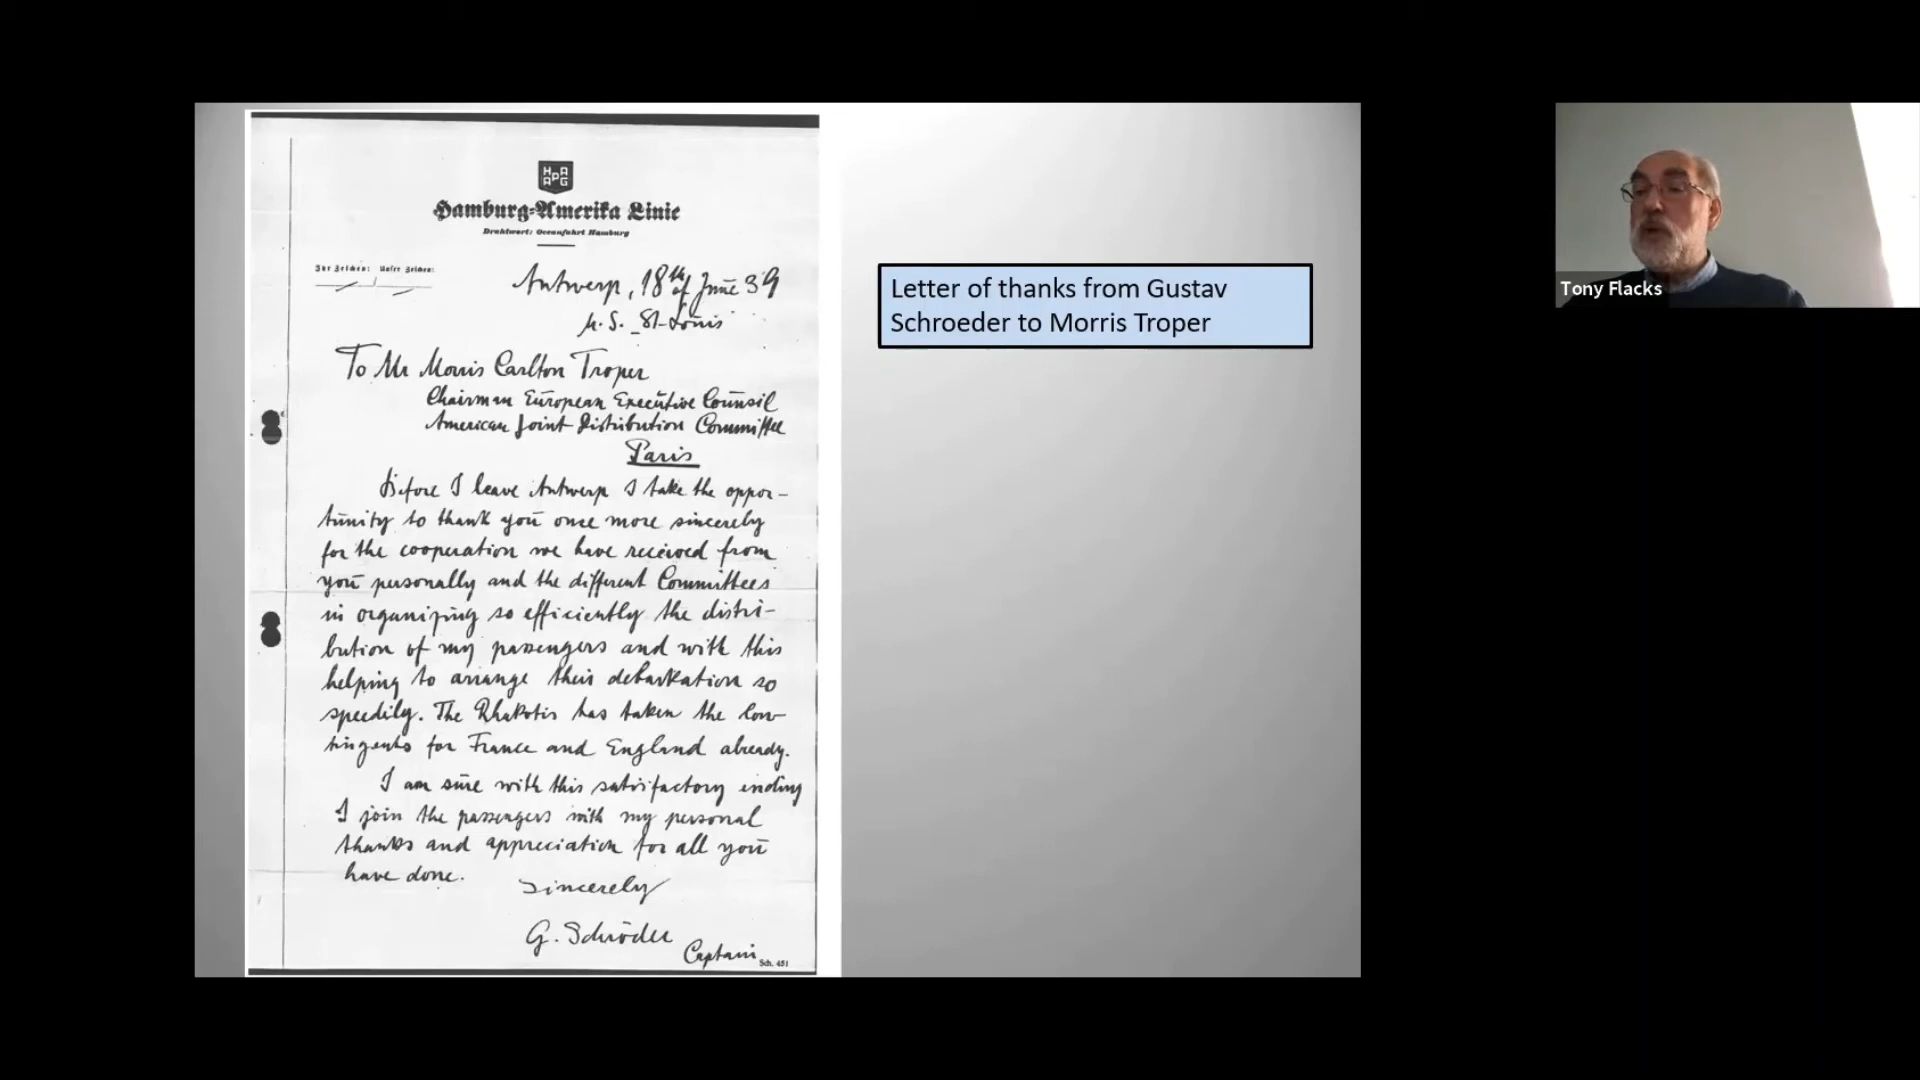 HAPAG
Hamburg-Amerika Linie
Drahtwort: Oceanfahrt Hamburg
Ihr Zeichen: Unsre Zeichen:
Antwerp, 18th of June 39
M.S. St-Louis
To Mr Morris Carlton Troper
Chairman European Executive Counsil
American Joint Distribution Committee
Paris
Before I leave Antwerp I take the oppor-
tunity to thank you once more sincerely
for the cooperation we have received from
you personally and the different Committees
in organizing so efficiently the distri-
bution of my passengers and with this
helping to arrange their debarkation so
speedily. The Rhakotis has taken the Con-
tingents for France and England already.
I am sure with this satisfactory ending
I join the passengers with my personal
thanks and appreciation for all you
have done.
Sincerely
G. Schröder
Captain
Sch. 451
Letter of thanks from Gustav
Schroeder to Morris Troper
Tony Flacks